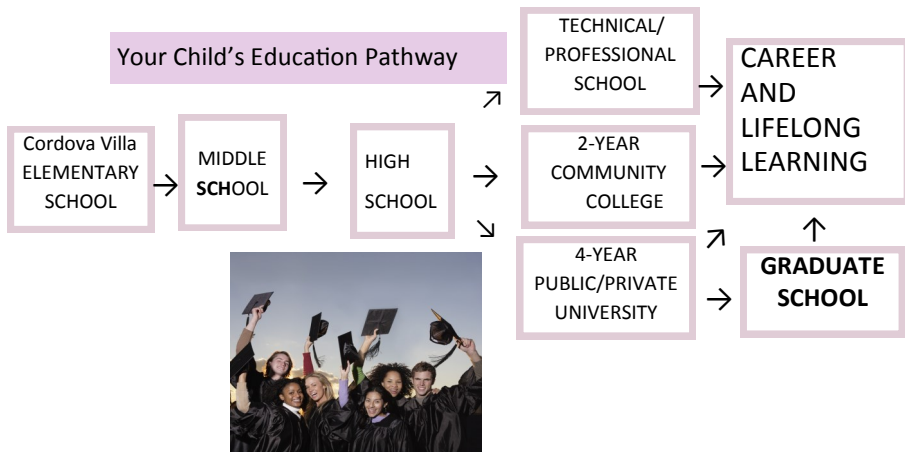 Your Child's Education Pathway
Cordova Villa
ELEMENTARY
SCHOOL
MIDDLE
SCHOOL
HIGH
SCHOOL
TECHNICAL/
PROFESSIONAL
SCHOOL
2-YEAR
COMMUNITY
COLLEGE
4-YEAR
PUBLIC/PRIVATE
UNIVERSITY
CAREER
AND
LIFELONG
LEARNING
GRADUATE
SCHOOL